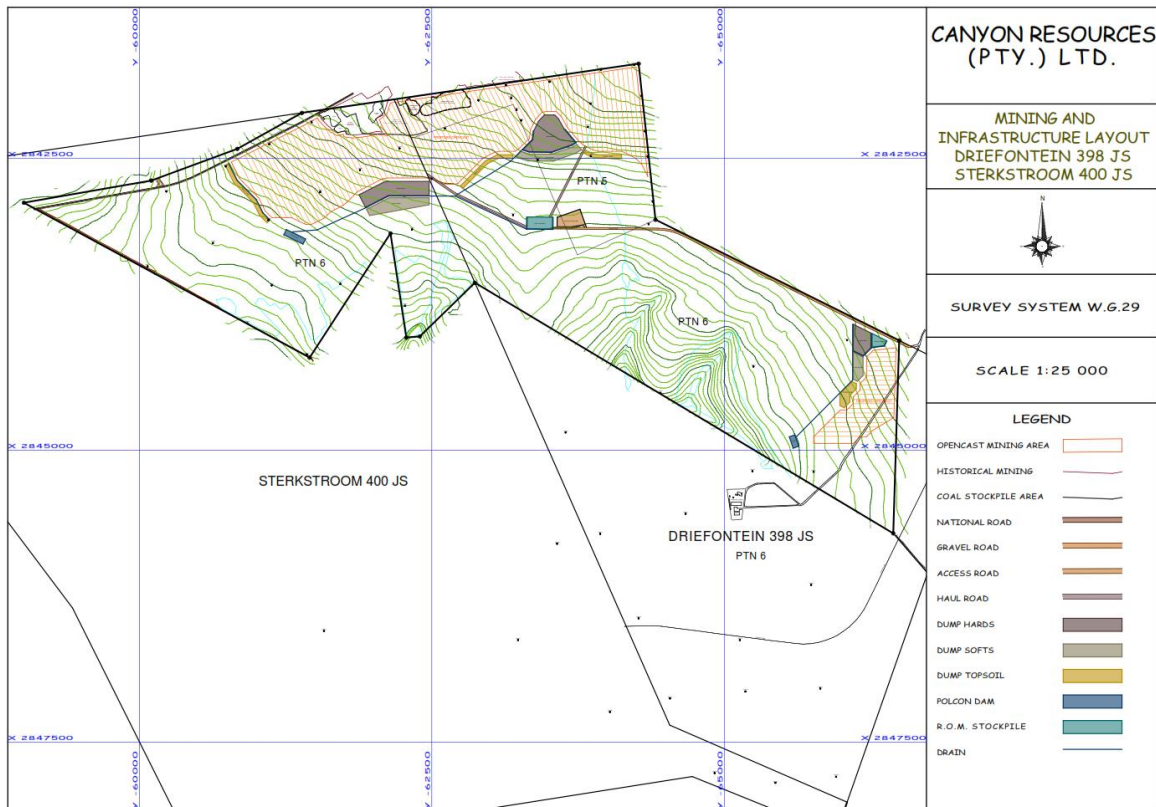 Y -60000
Y -62500
Y -65000
X 2842500
X 2842500
PTN 5
PTN 6
PTN 6
X 2845000
X 2845000
STERKSTROOM 400 JS
DRIEFONTEIN 398 JS
PTN 6
X 2847500
X 2847500
Y -60000
Y -62500
Y -65000
CANYON RESOURCES
(PTY.) LTD.
MINING AND
INFRASTRUCTURE LAYOUT
DRIEFONTEIN 398 JS
STERKSTROOM 400 JS
N
SURVEY SYSTEM W.G.29
SCALE 1:25 000
LEGEND
OPENCAST MINING AREA
HISTORICAL MINING
COAL STOCKPILE AREA
NATIONAL ROAD
GRAVEL ROAD
ACCESS ROAD
HAUL ROAD
DUMP HARDS
DUMP SOFTS
DUMP TOPSOIL
POLCON DAM
R.O.M. STOCKPILE
DRAIN